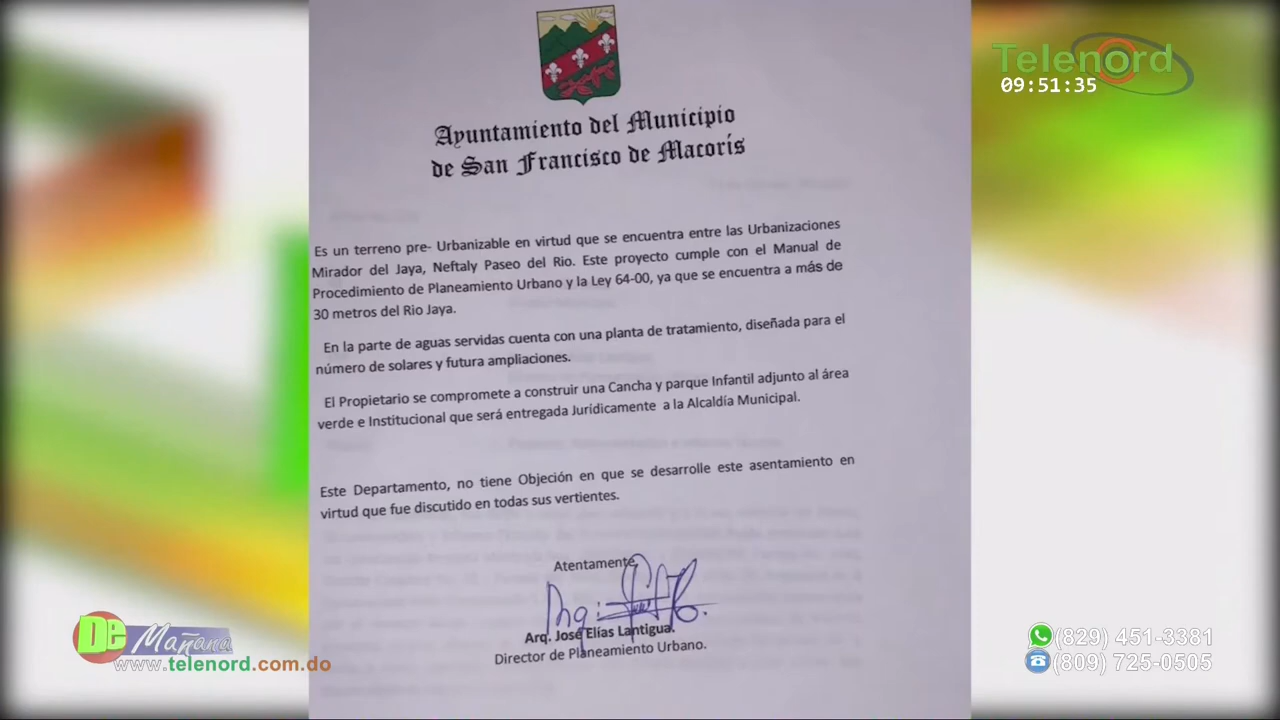 Telenord
09:51:35
Ayuntamiento del Municipio
de San Francisco de Macorís
Es un terreno pre- Urbanizable en virtud que se encuentra entre las Urbanizaciones
Mirador del Jaya, Neftaly Paseo del Rio. Este proyecto cumple con el Manual de
Procedimiento de Planeamiento Urbano y la Ley 64-00, ya que se encuentra a más de
30 metros del Rio Jaya.
En la parte de aguas servidas cuenta con una planta de tratamiento, diseñada para el
número de solares y futura ampliaciones.
El Propietario se compromete a construir una Cancha y parque Infantil adjunto al área
verde e Institucional que será entregada Jurídicamente a la Alcaldía Municipal.
Este Departamento, no tiene Objeción en que se desarrolle este asentamiento en
virtud que fue discutido en todas sus vertientes.
Atentamente,
Arq. José Elías Lantigua.
Director de Planeamiento Urbano.
De Mañana
www.telenord.com.do
(829) 451-3381
(809) 725-0505